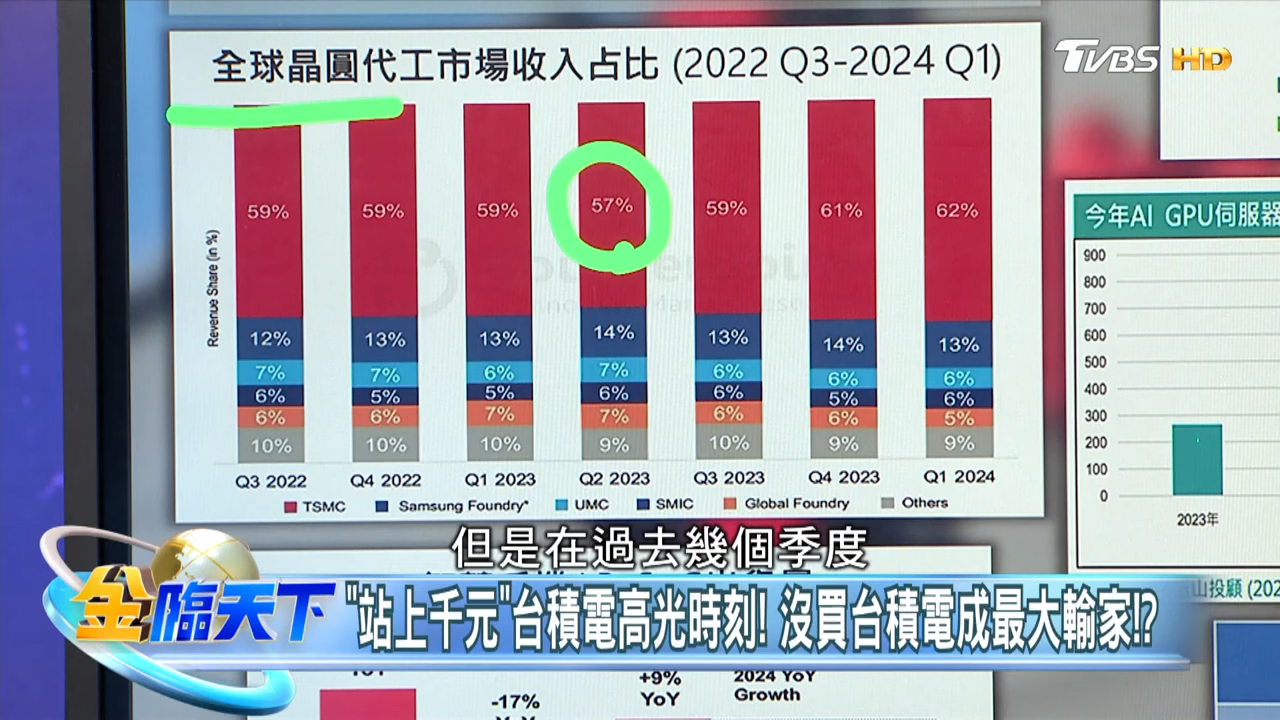 全球晶圓代工市場收入占比 (2022 Q3-2024 Q1)
TVBS HD
Revenue Share (in %)
59% 59% 59% 57% 59% 61% 62%
12% 13% 13% 14% 13% 14% 13%
7% 7% 6% 7% 6% 6% 6%
6% 5% 5% 6% 6% 5% 6%
6% 6% 7% 7% 6% 6% 5%
10% 10% 10% 9% 10% 9% 9%
Q3 2022 Q4 2022 Q1 2023 Q2 2023 Q3 2023 Q4 2023 Q1 2024
TSMC Samsung Foundry* UMC SMIC Global Foundry Others
今年AI GPU伺服器
900
800
700
600
500
400
300
200
100
0
2023年
山投顧 (202
但是在過去幾個季度
金臨天下
"站上千元"台積電高光時刻! 沒買台積電成最大輸家!?
-17%
+9%
YoY
2024 YoY
Growth